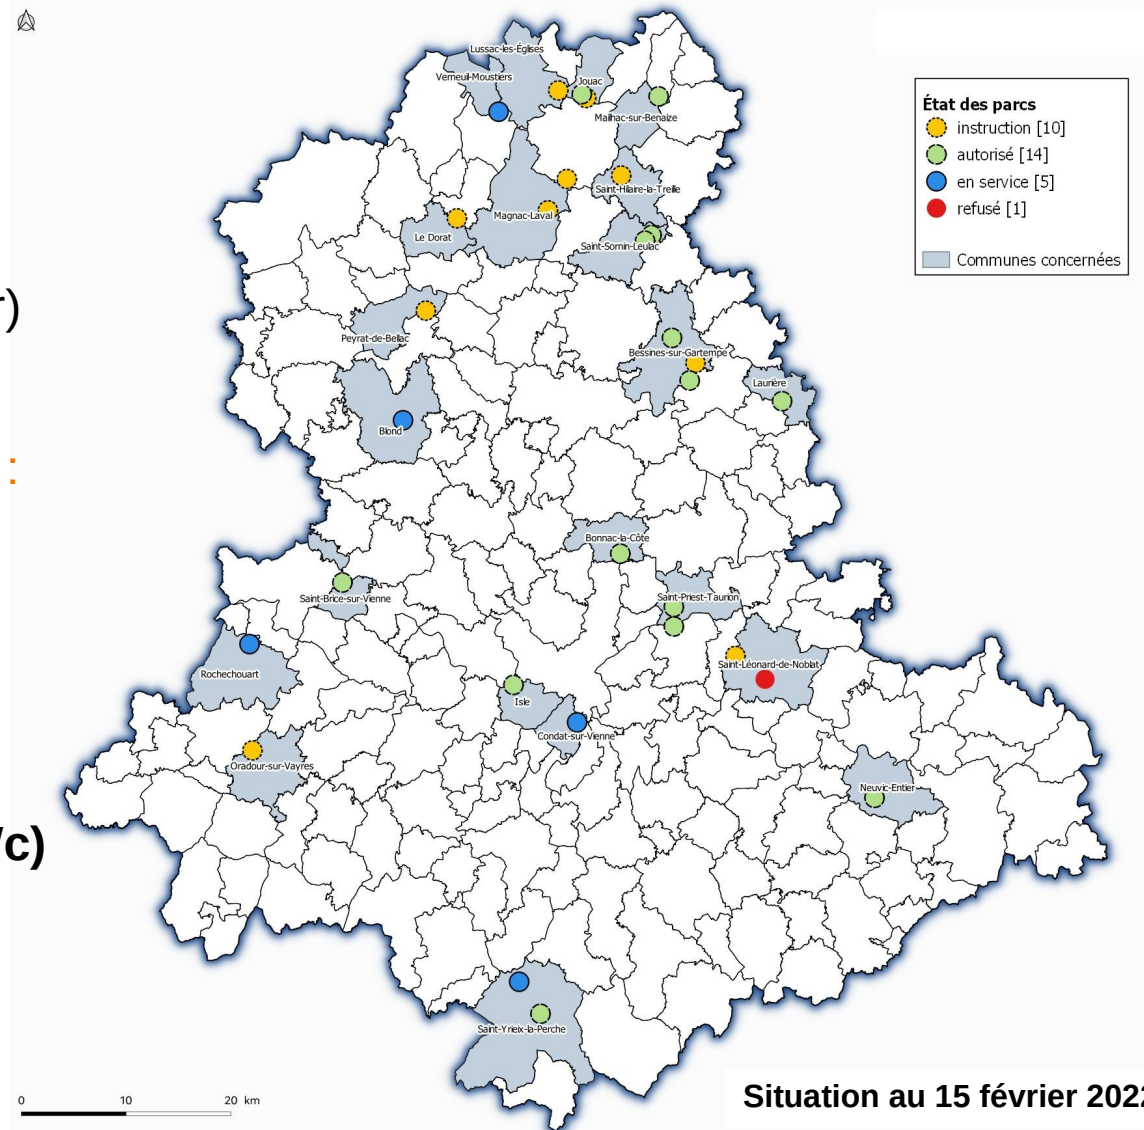 Lussac-les-Églises
Verneuil-Moustiers
Jouac
Mailhac-sur-Benaize
État des parcs
instruction [10]
autorisé [14]
en service [5]
refusé [1]
Communes concernées
Saint-Hilaire-la-Treille
Magnac-Laval
Le Dorat
Saint-Sornin-Leulac
r)
Peyrat-de-Bellac
Bessines-sur-Gartempe
Laurière
Blond
:
Bonnac-la-Côte
Saint-Brice-sur-Vienne
Saint-Priest-Taurion
Saint-Léonard-de-Noblat
Rochechouart
Isle
Condat-sur-Vienne
Oradour-sur-Vayres
Neuvic-Entier
/c)
Saint-Yrieix-la-Perche
0 10 20 km
Situation au 15 février 2022